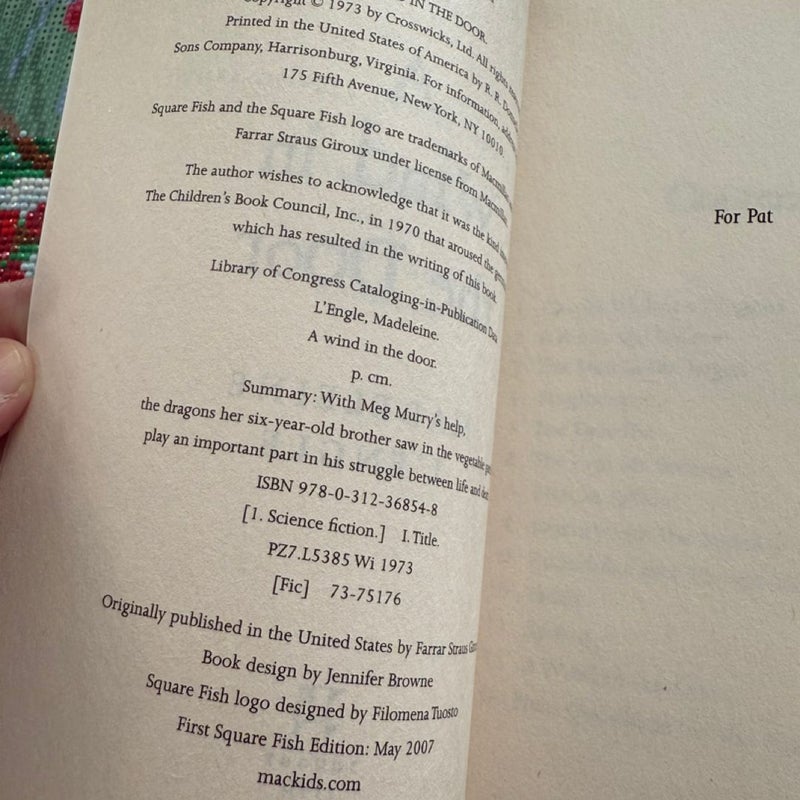 IN THE DOOR.
Copyright © 1973 by Crosswicks, Ltd. All rights
Printed in the United States of America by R. R.
Sons Company, Harrisonburg, Virginia. For information,
175 Fifth Avenue, New York, NY 10010.
Square Fish and the Square Fish logo are trademarks of Macmillan
Farrar Straus Giroux under license from Macmillan.
The author wishes to acknowledge that it was the kind
The Children's Book Council, Inc., in 1970 that aroused the
which has resulted in the writing of this book.
Library of Congress Cataloging-in-Publication Data
L'Engle, Madeleine.
A wind in the door.
p. cm.
Summary: With Meg Murry's help,
the dragons her six-year-old brother saw in the vegetable
play an important part in his struggle between life and
ISBN 978-0-312-36854-8
[1. Science fiction.] I. Title.
PZ7.L5385 Wi 1973
[Fic] 73-75176
Originally published in the United States by Farrar Straus
Book design by Jennifer Browne
Square Fish logo designed by Filomena Tuosto
First Square Fish Edition: May 2007
mackids.com
For Pat